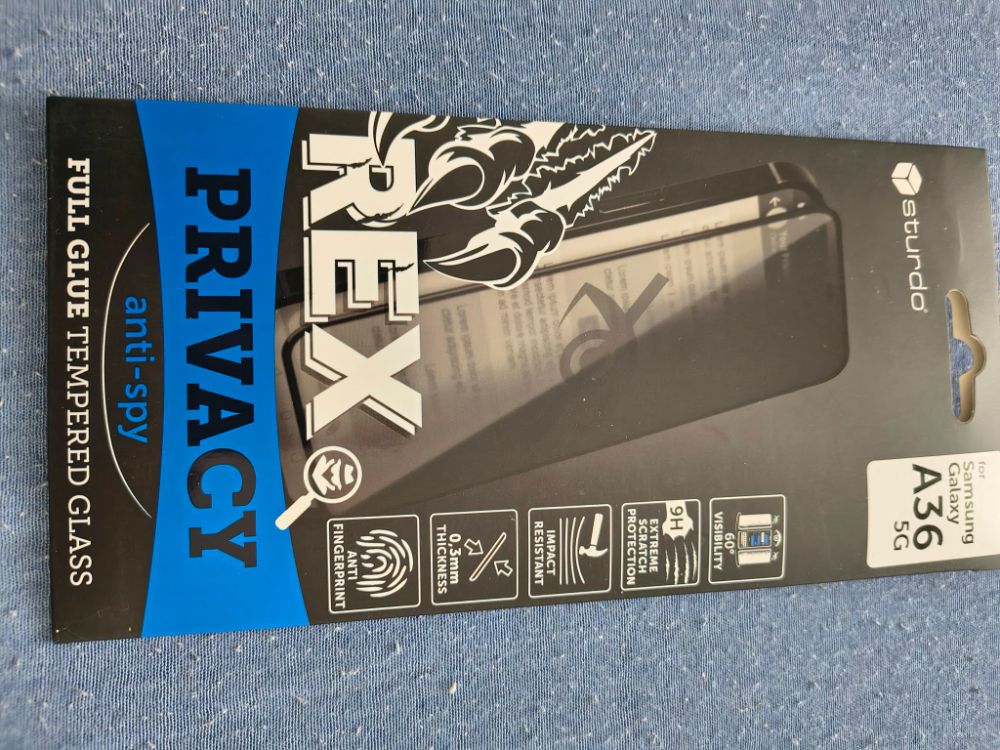 sturdo
for
Samsung
Galaxy
A36
5G
60°
VISIBILITY
9H
EXTREME
SCRATCH
PROTECTION
IMPACT
RESISTANT
0,3mm
THICKNESS
ANTI
FINGERPRINT
REX
PRIVACY
anti-spy
FULL GLUE TEMPERED GLASS